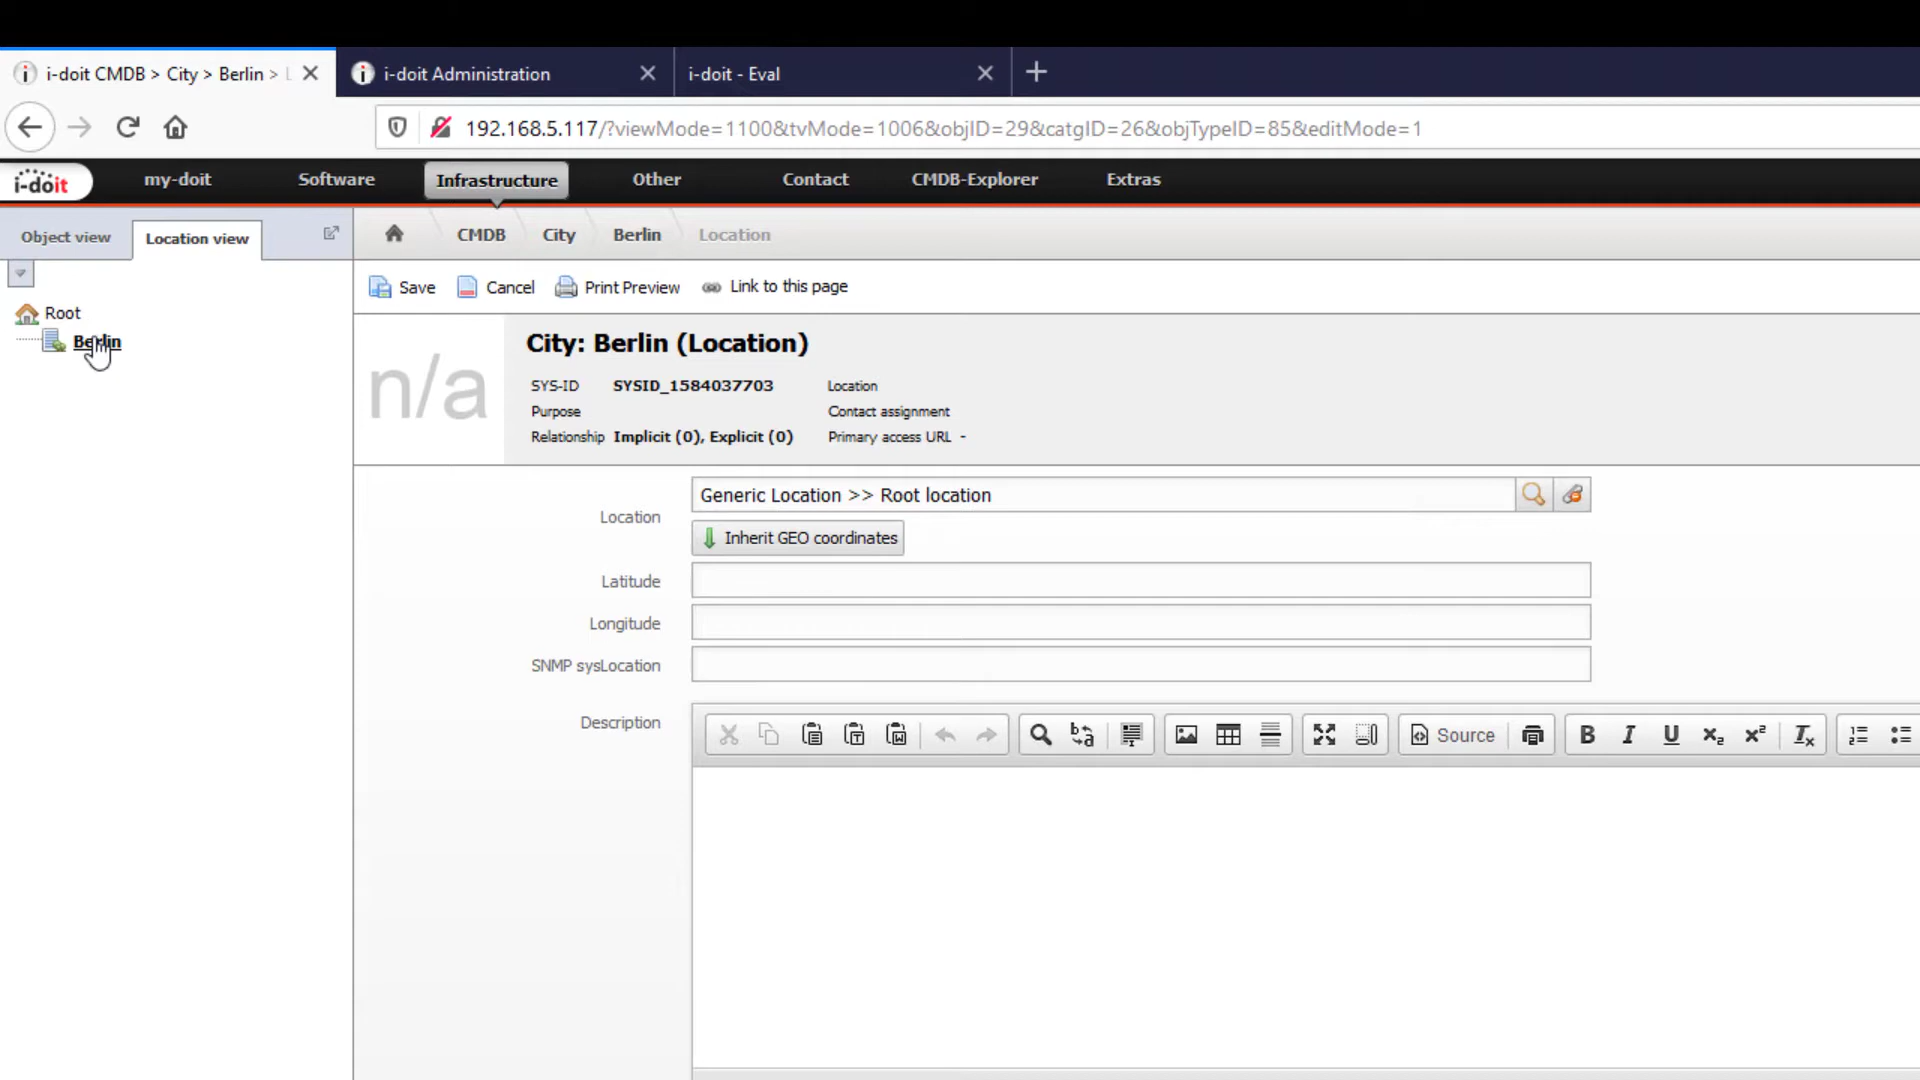 i-doit CMDB > City > Berlin > L
i-doit Administration
i-doit - Eval
192.168.5.117/?viewMode=1100&tvMode=1006&objID=29&catgID=26&objTypeID=85&editMode=1
i-doit my-doit Software Infrastructure Other Contact CMDB-Explorer Extras
Object view Location view
CMDB City Berlin Location
Save Cancel Print Preview Link to this page
Root
Berlin
n/a
City: Berlin (Location)
SYS-ID SYSID_1584037703 Location
Purpose Contact assignment
Relationship Implicit (0), Explicit (0) Primary access URL -
Location Generic Location >> Root location
Inherit GEO coordinates
Latitude
Longitude
SNMP sysLocation
Description
Source